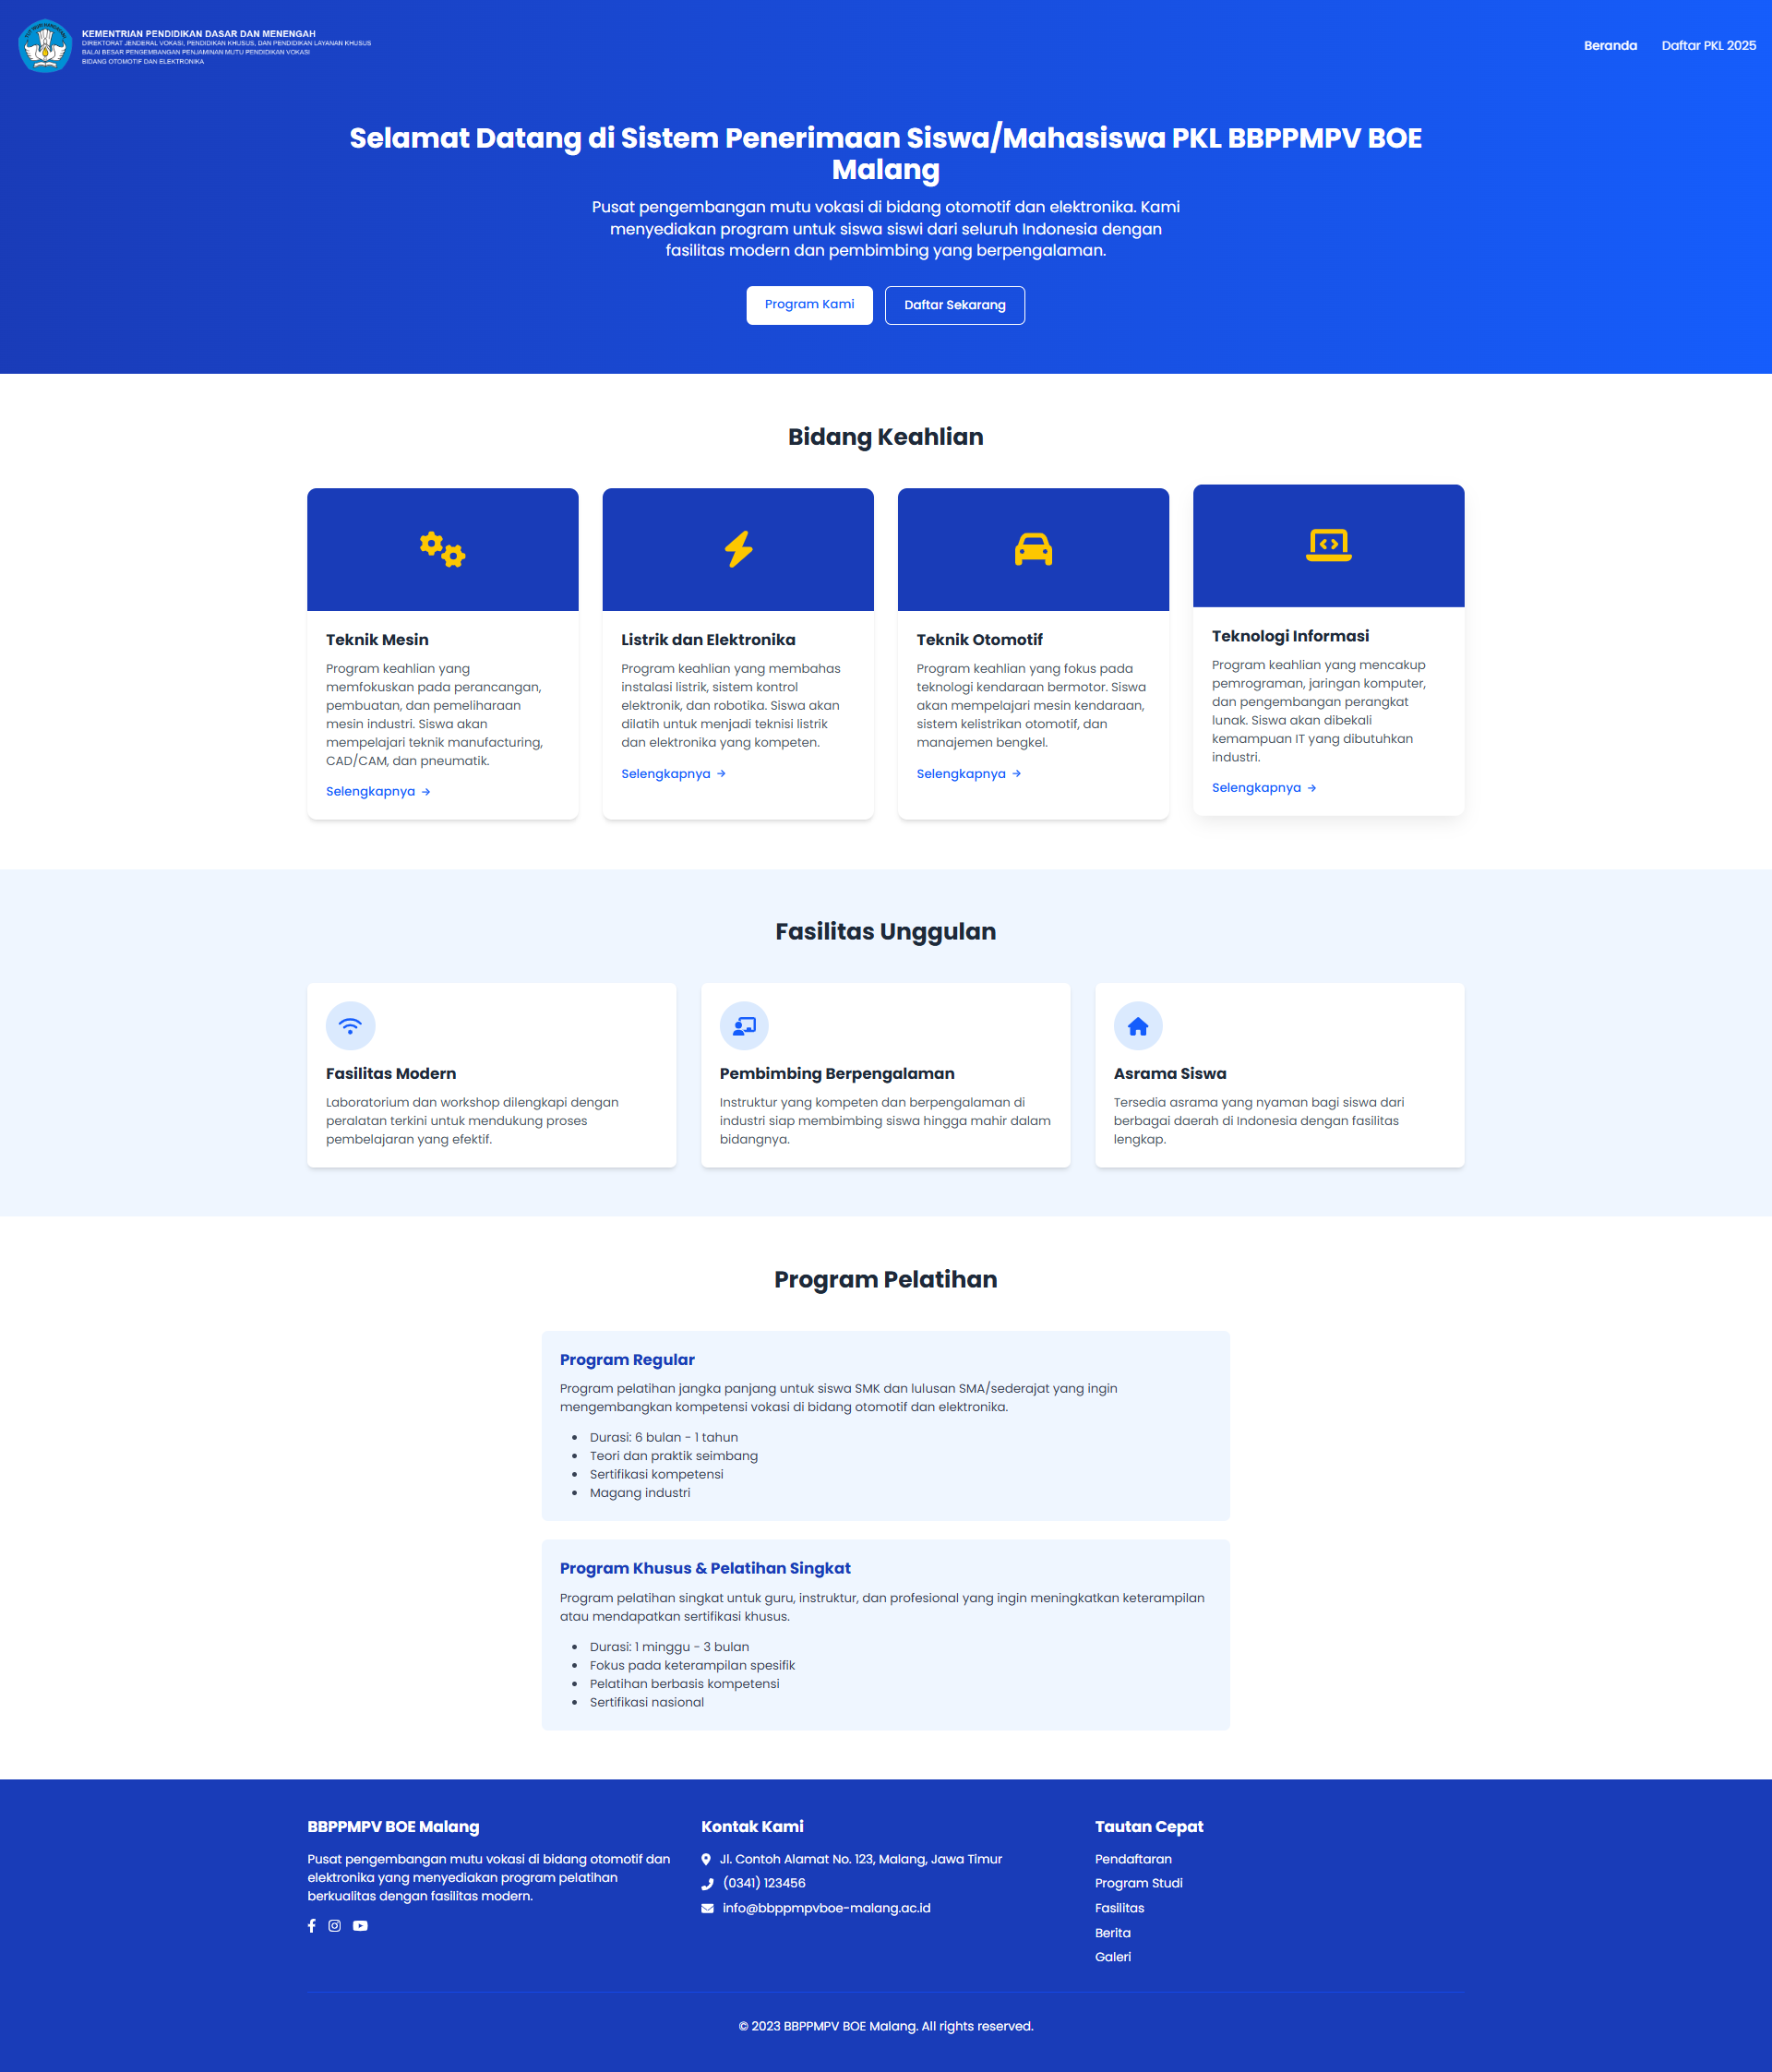 KEMENTRIAN PENDIDIKAN DASAR DAN MENENGAH
DIREKTORAT JENDERAL VOKASI, PENDIDIKAN KHUSUS, DAN PENDIDIKAN LAYANAN KHUSUS
BALAI BESAR PENGEMBANGAN PENJAMINAN MUTU PENDIDIKAN VOKASI
BIDANG OTOMOTIF DAN ELEKTRONIKA
Beranda
Daftar PKL 2025
Selamat Datang di Sistem Penerimaan Siswa/Mahasiswa PKL BBPPMPV BOE
Malang
Pusat pengembangan mutu vokasi di bidang otomotif dan elektronika. Kami
menyediakan program untuk siswa siswi dari seluruh Indonesia dengan
fasilitas modern dan pembimbing yang berpengalaman.
Program Kami
Daftar Sekarang
Bidang Keahlian
Teknik Mesin
Program keahlian yang
memfokuskan pada perancangan,
pembuatan, dan pemeliharaan
mesin industri. Siswa akan
mempelajari teknik manufacturing,
CAD/CAM, dan pneumatik.
Selengkapnya →
Listrik dan Elektronika
Program keahlian yang membahas
instalasi listrik, sistem kontrol
elektronik, dan robotika. Siswa akan
dilatih untuk menjadi teknisi listrik
dan elektronika yang kompeten.
Selengkapnya →
Teknik Otomotif
Program keahlian yang fokus pada
teknologi kendaraan bermotor. Siswa
akan mempelajari mesin kendaraan,
sistem kelistrikan otomotif, dan
manajemen bengkel.
Selengkapnya →
Teknologi Informasi
Program keahlian yang mencakup
pemrograman, jaringan komputer,
dan pengembangan perangkat
lunak. Siswa akan dibekali
kemampuan IT yang dibutuhkan
industri.
Selengkapnya →
Fasilitas Unggulan
Fasilitas Modern
Laboratorium dan workshop dilengkapi dengan
peralatan terkini untuk mendukung proses
pembelajaran yang efektif.
Pembimbing Berpengalaman
Instruktur yang kompeten dan berpengalaman di
industri siap membimbing siswa hingga mahir dalam
bidangnya.
Asrama Siswa
Tersedia asrama yang nyaman bagi siswa dari
berbagai daerah di Indonesia dengan fasilitas
lengkap.
Program Pelatihan
Program Regular
Program pelatihan jangka panjang untuk siswa SMK dan lulusan SMA/sederajat yang ingin
mengembangkan kompetensi vokasi di bidang otomotif dan elektronika.
• Durasi: 6 bulan - 1 tahun
• Teori dan praktik seimbang
• Sertifikasi kompetensi
• Magang industri
Program Khusus & Pelatihan Singkat
Program pelatihan singkat untuk guru, instruktur, dan profesional yang ingin meningkatkan keterampilan
atau mendapatkan sertifikasi khusus.
• Durasi: 1 minggu - 3 bulan
• Fokus pada keterampilan spesifik
• Pelatihan berbasis kompetensi
• Sertifikasi nasional
BBPPMPV BOE Malang
Pusat pengembangan mutu vokasi di bidang otomotif dan
elektronika yang menyediakan program pelatihan
berkualitas dengan fasilitas modern.
Kontak Kami
Jl. Contoh Alamat No. 123, Malang, Jawa Timur
(0341) 123456
info@bbppmpvboe-malang.ac.id
Tautan Cepat
Pendaftaran
Program Studi
Fasilitas
Berita
Galeri
© 2023 BBPPMPV BOE Malang. All rights reserved.